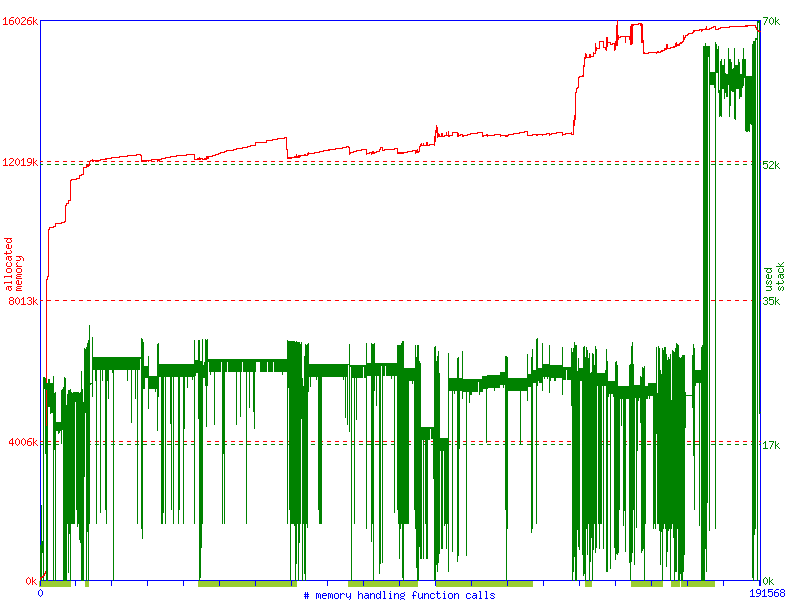 16026k
70k
12019k
52k
allocated
memory
used
stack
8013k
35k
4006k
17k
0k
0k
0
# memory handling function calls
191568